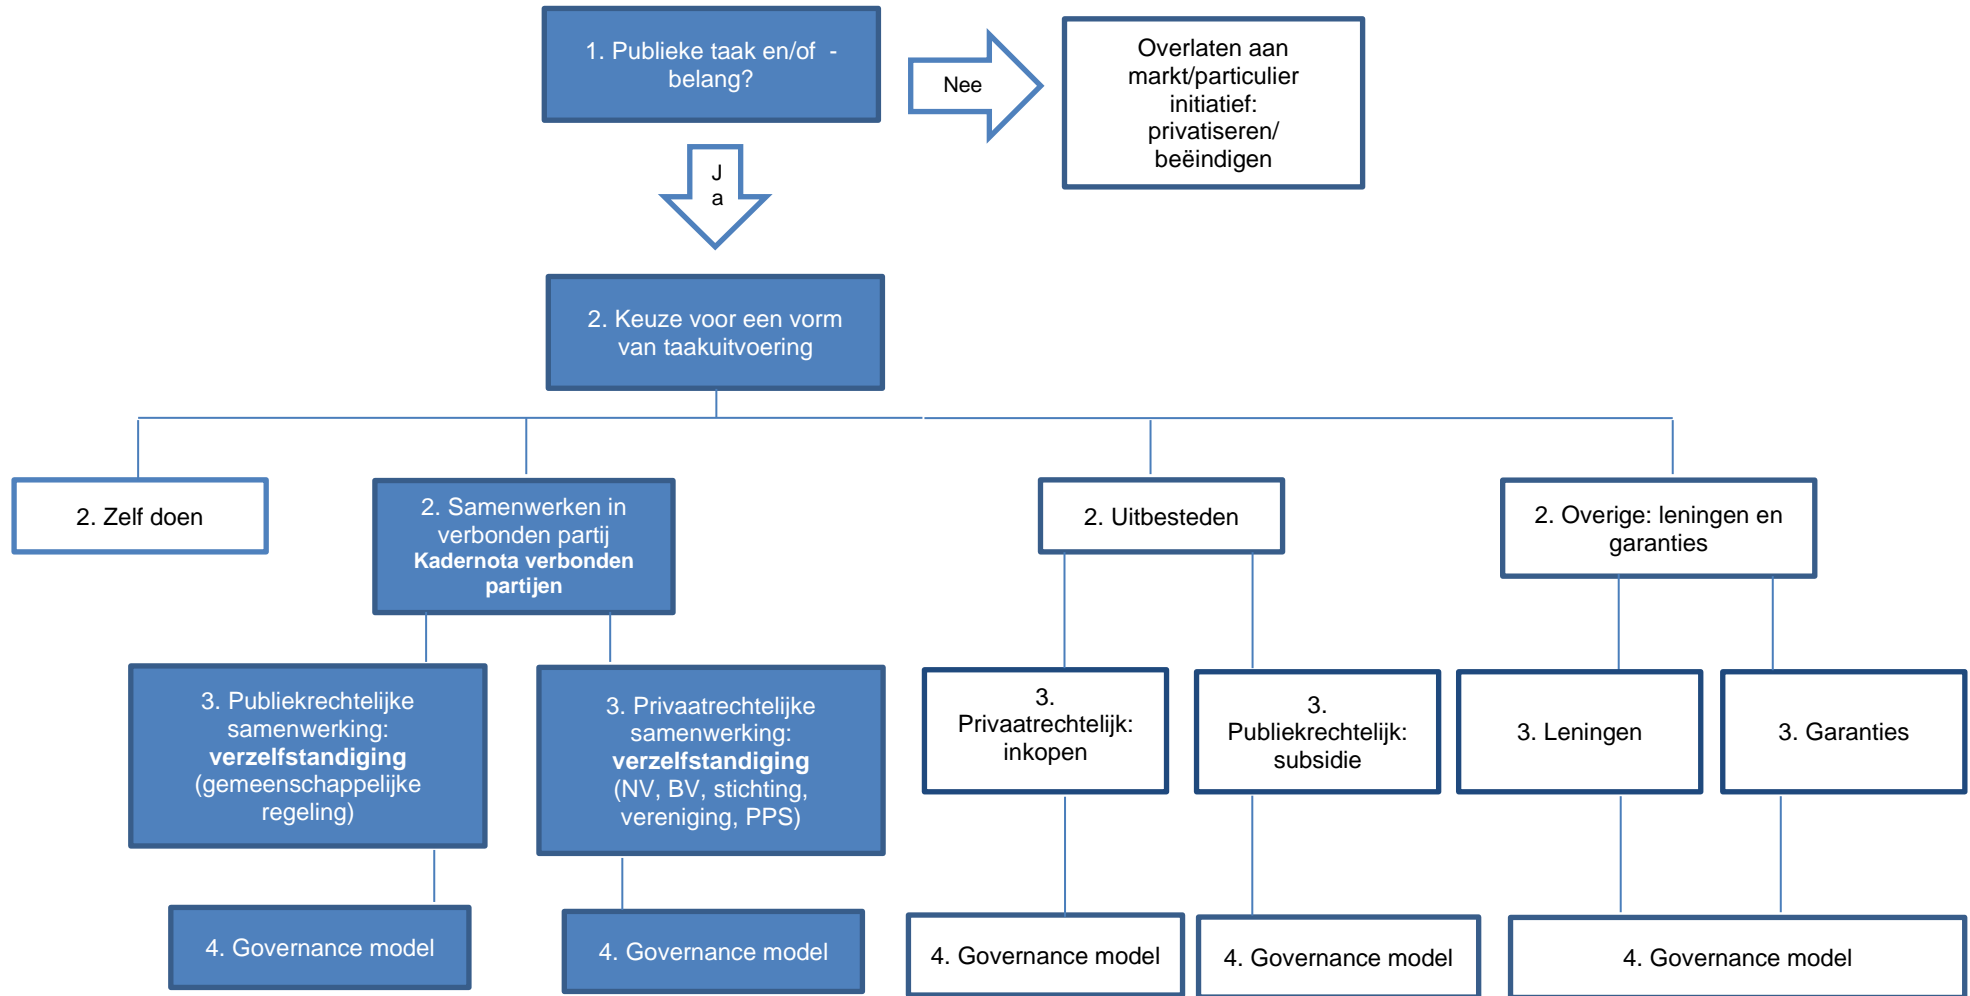 1. Publieke taak en/of  -
belang?
Nee
Overlaten aan
markt/particulier
initiatief:
privatiseren/
beëindigen
J
a
2. Keuze voor een vorm
van taakuitvoering
2. Zelf doen
2. Samenwerken in
verbonden partij
Kadernota verbonden
partijen
2. Uitbesteden
2. Overige: leningen en
garanties
3. Publiekrechtelijke
samenwerking:
verzelfstandiging
(gemeenschappelijke
regeling)
3. Privaatrechtelijke
samenwerking:
verzelfstandiging
(NV, BV, stichting,
vereniging, PPS)
3.
Privaatrechtelijk:
inkopen
3.
Publiekrechtelijk:
subsidie
3. Leningen
3. Garanties
4. Governance model
4. Governance model
4. Governance model
4. Governance model
4. Governance model